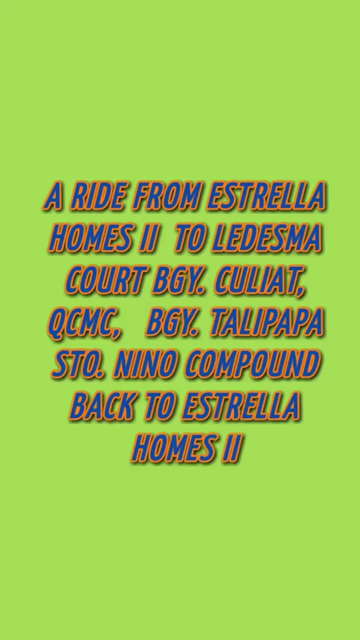 A RIDE FROM ESTRELLA
HOMES II TO LEDESMA
COURT BGY. CULIAT,
QCMC, BGY. TALIPAPA
STO. NINO COMPOUND
BACK TO ESTRELLA
HOMES II